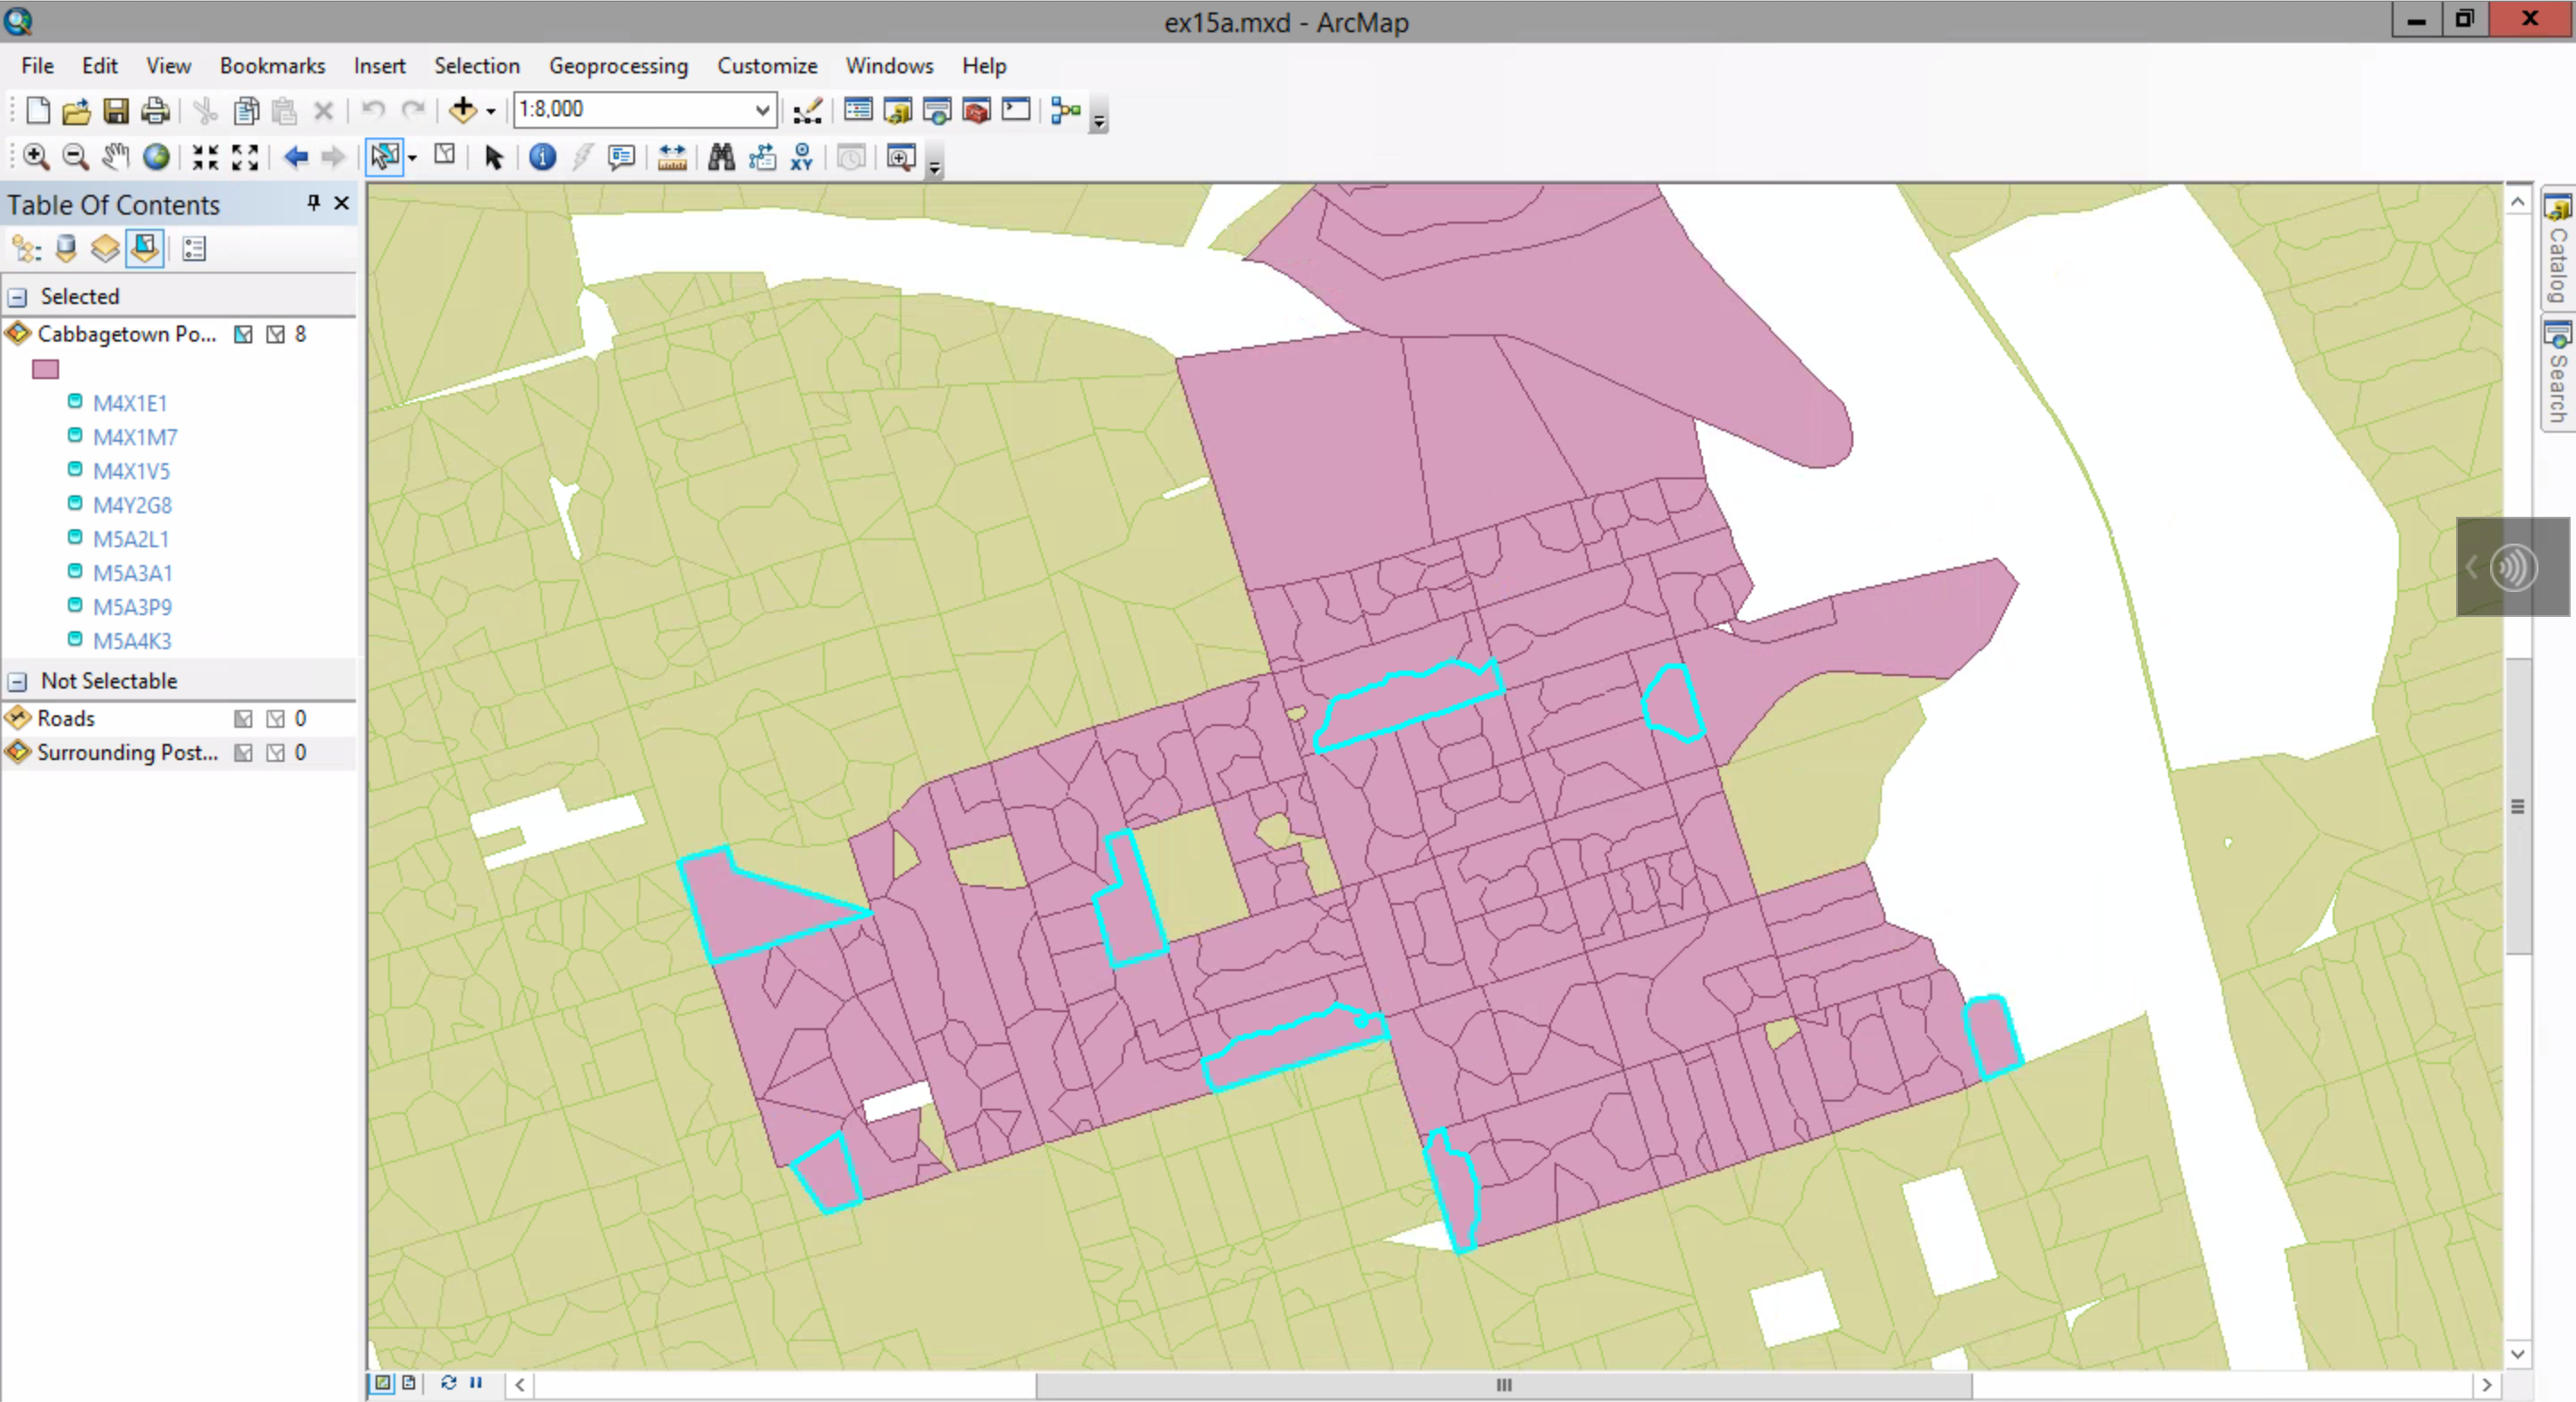 ex15a.mxd - ArcMap
File Edit View Bookmarks Insert Selection Geoprocessing Customize Windows Help
1:8,000
XY
Table Of Contents
Selected
Cabbagetown Po... 8
M4X1E1
M4X1M7
M4X1V5
M4Y2G8
M5A2L1
M5A3A1
M5A3P9
M5A4K3
Not Selectable
Roads 0
Surrounding Post... 0
Catalog
Search